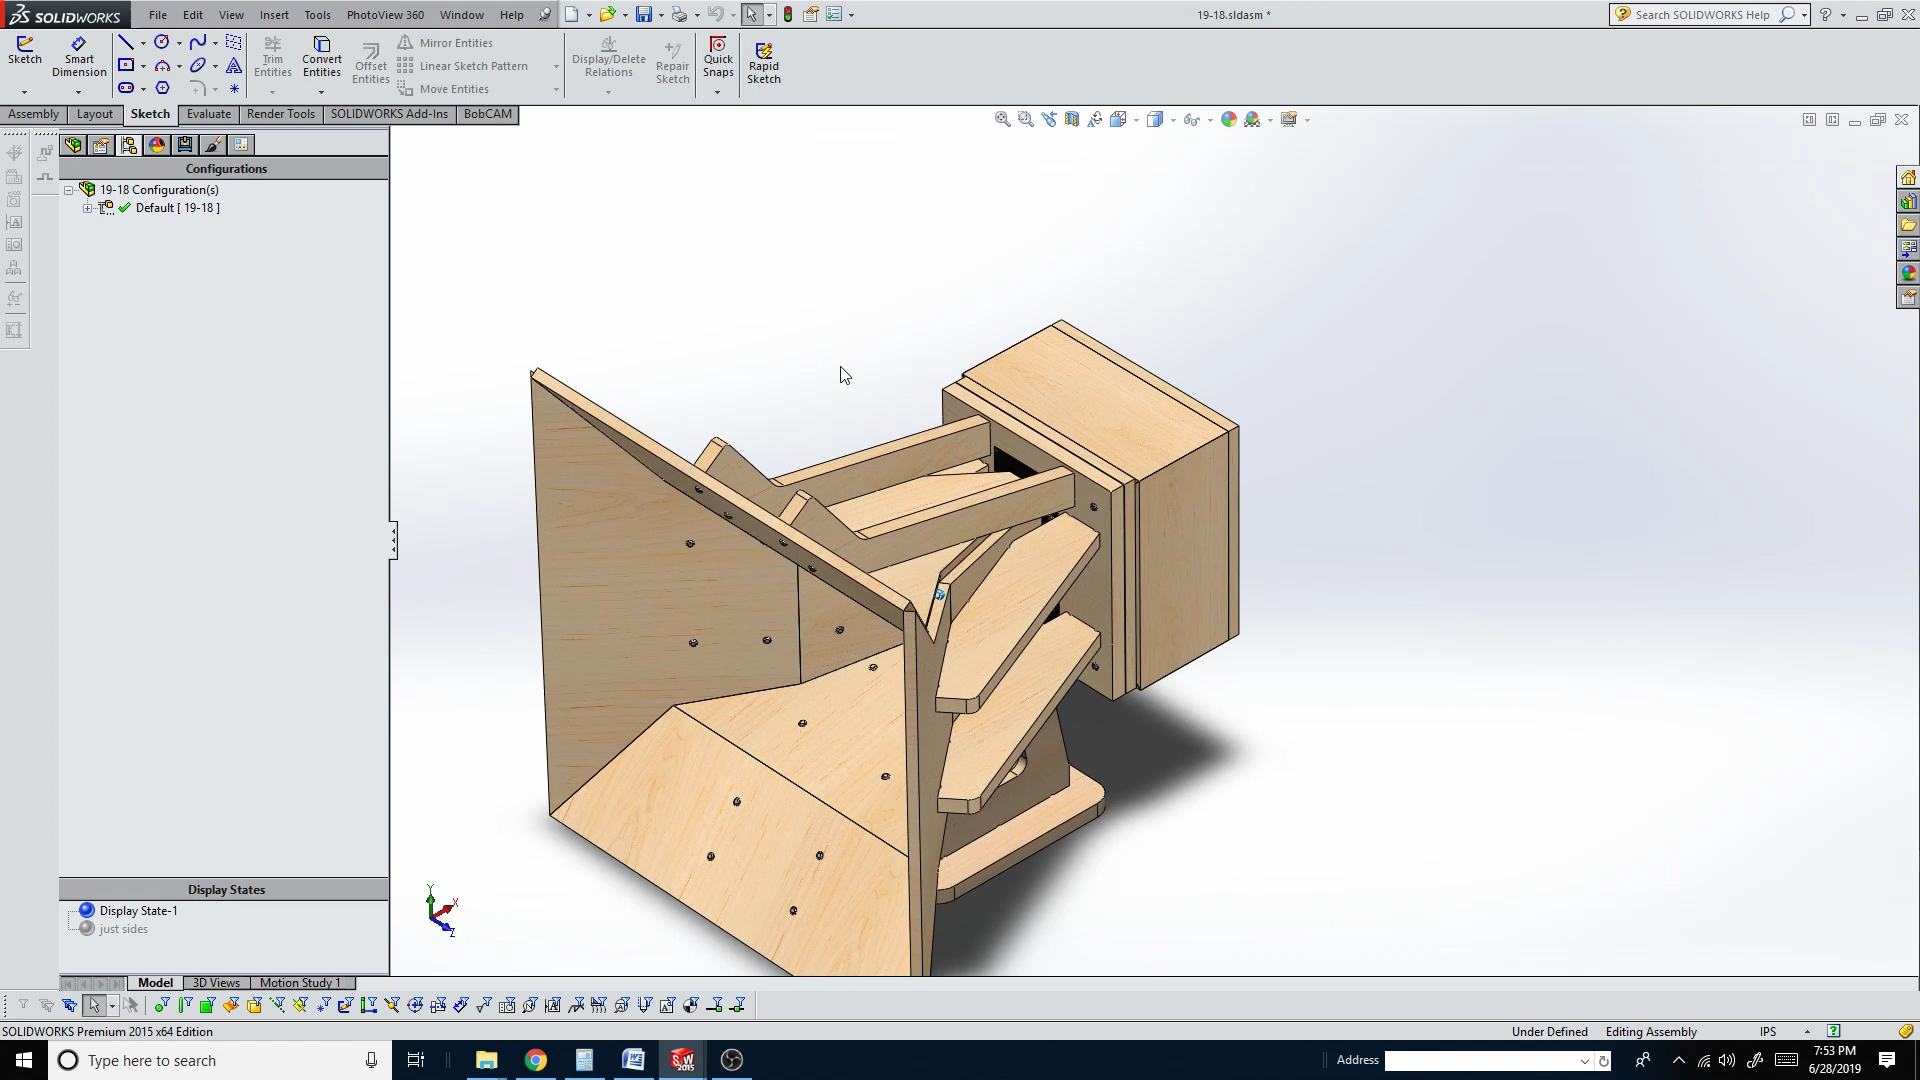 SOLIDWORKS File Edit View Insert Tools PhotoView 360 Window Help 19-18.sldasm * Search SOLIDWORKS Help
Sketch Smart Dimension Trim Entities Convert Entities Offset Entities Mirror Entities Linear Sketch Pattern Move Entities Display/Delete Relations Repair Sketch Quick Snaps Rapid Sketch
Assembly Layout Sketch Evaluate Render Tools SOLIDWORKS Add-Ins BobCAM
Configurations
19-18 Configuration(s)
Default [ 19-18 ]
Y
X
Z
Display States
Display State-1
just sides
Model 3D Views Motion Study 1
SOLIDWORKS Premium 2015 x64 Edition Under Defined Editing Assembly IPS
Type here to search Address 7:53 PM
6/28/2019